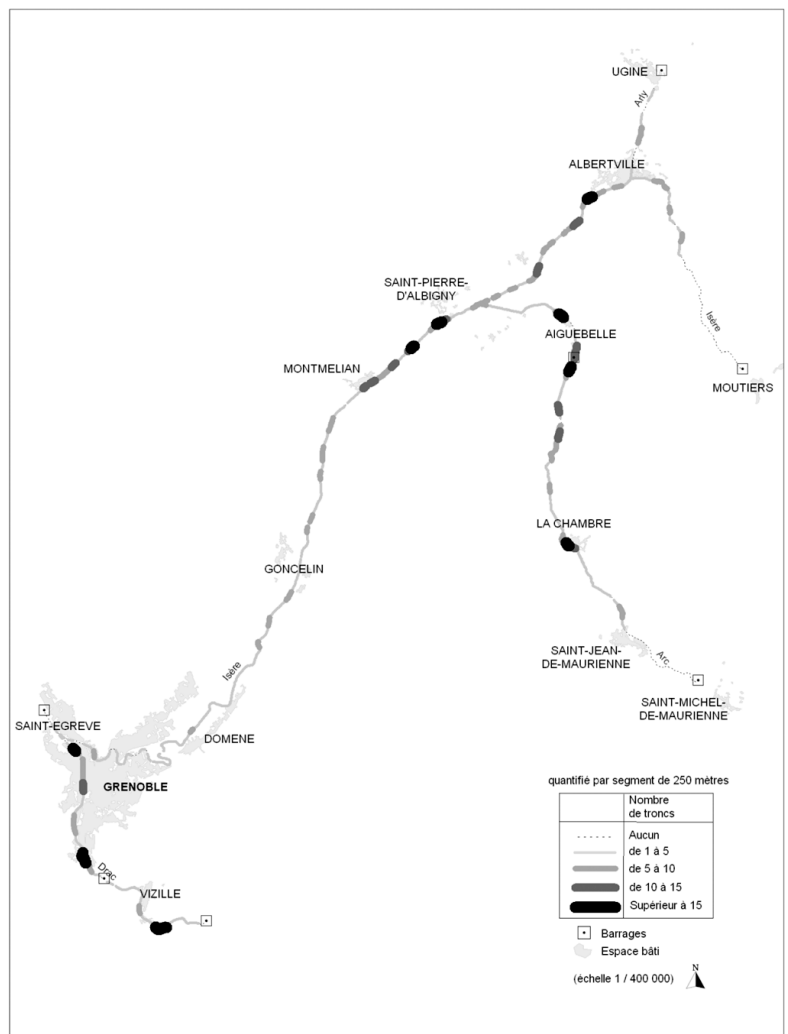 UGINE
Arly
ALBERTVILLE
SAINT-PIERRE-
D'ALBIGNY
AIGUEBELLE
Isère
MONTMELIAN
MOUTIERS
LA CHAMBRE
GONCELIN
SAINT-JEAN-
DE-MAURIENNE
Arc
Isère
SAINT-MICHEL-
DE-MAURIENNE
SAINT-EGREVE
DOMENE
GRENOBLE
Drac
VIZILLE
quantifié par segment de 250 mètres
Nombre
de troncs
Aucun
de 1 à 5
de 5 à 10
de 10 à 15
Supérieur à 15
Barrages
Espace bâti
(échelle 1 / 400 000)
N